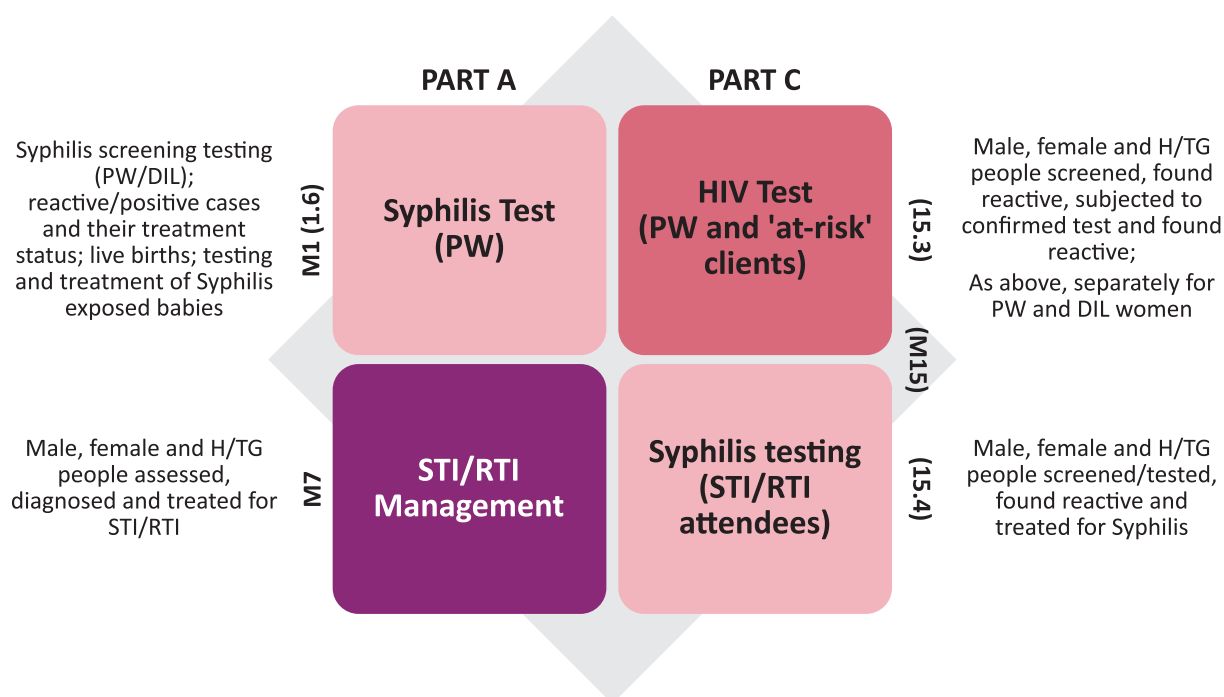 PART A
PART C
Syphilis screening testing
(PW/DIL);
reactive/positive cases
and their treatment
status; live births; testing
and treatment of Syphilis
exposed babies
M1 (1.6)
Syphilis Test
(PW)
HIV Test
(PW and 'at-risk'
clients)
(15.3)
Male, female and H/TG
people screened, found
reactive, subjected to
confirmed test and found
reactive;
As above, separately for
PW and DIL women
(M15)
Male, female and H/TG
people assessed,
diagnosed and treated for
STI/RTI
M7
STI/RTI
Management
Syphilis testing
(STI/RTI
attendees)
(15.4)
Male, female and H/TG
people screened/tested,
found reactive and
treated for Syphilis